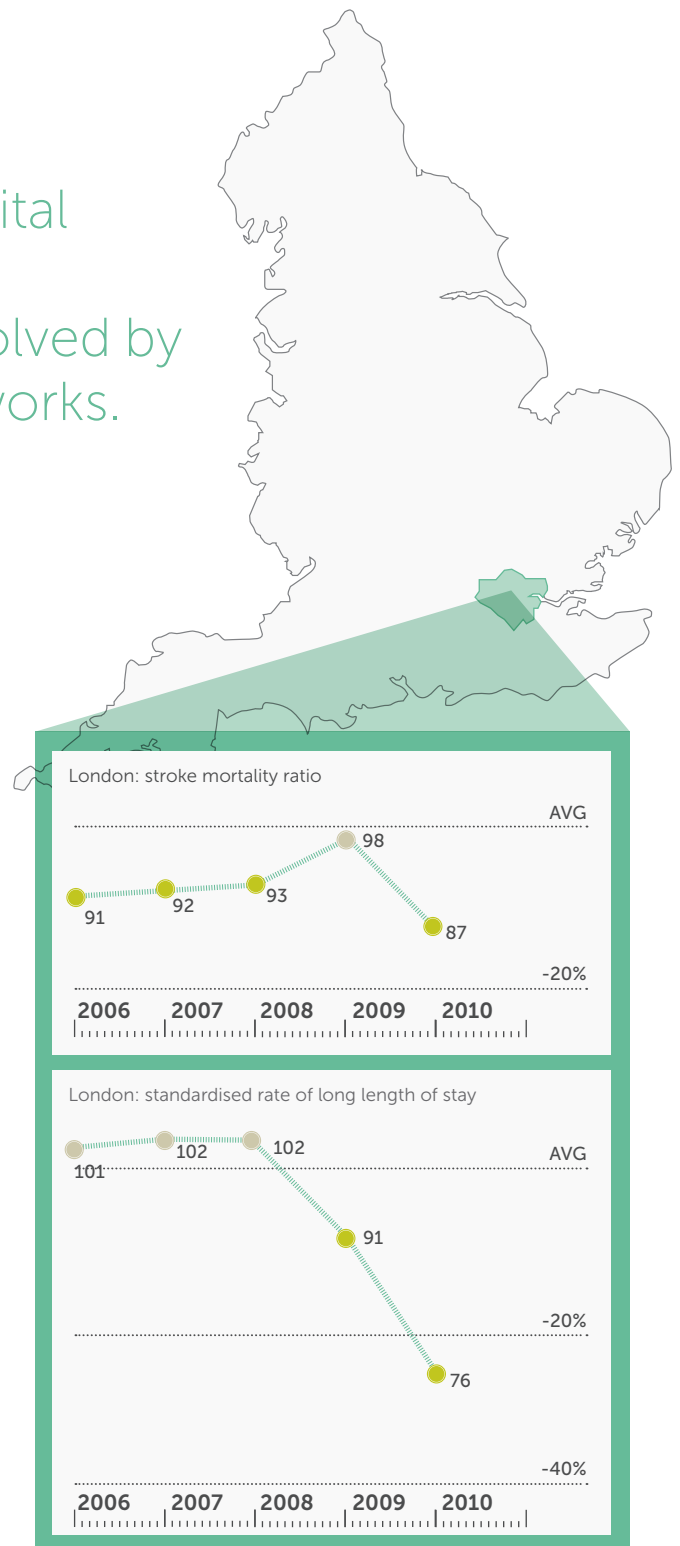 ital
olved by
works.
London: stroke mortality ratio
AVG
98
91
92
93
87
-20%
2006 2007 2008 2009 2010
London: standardised rate of long length of stay
101
102
102
AVG
91
-20%
76
-40%
2006 2007 2008 2009 2010